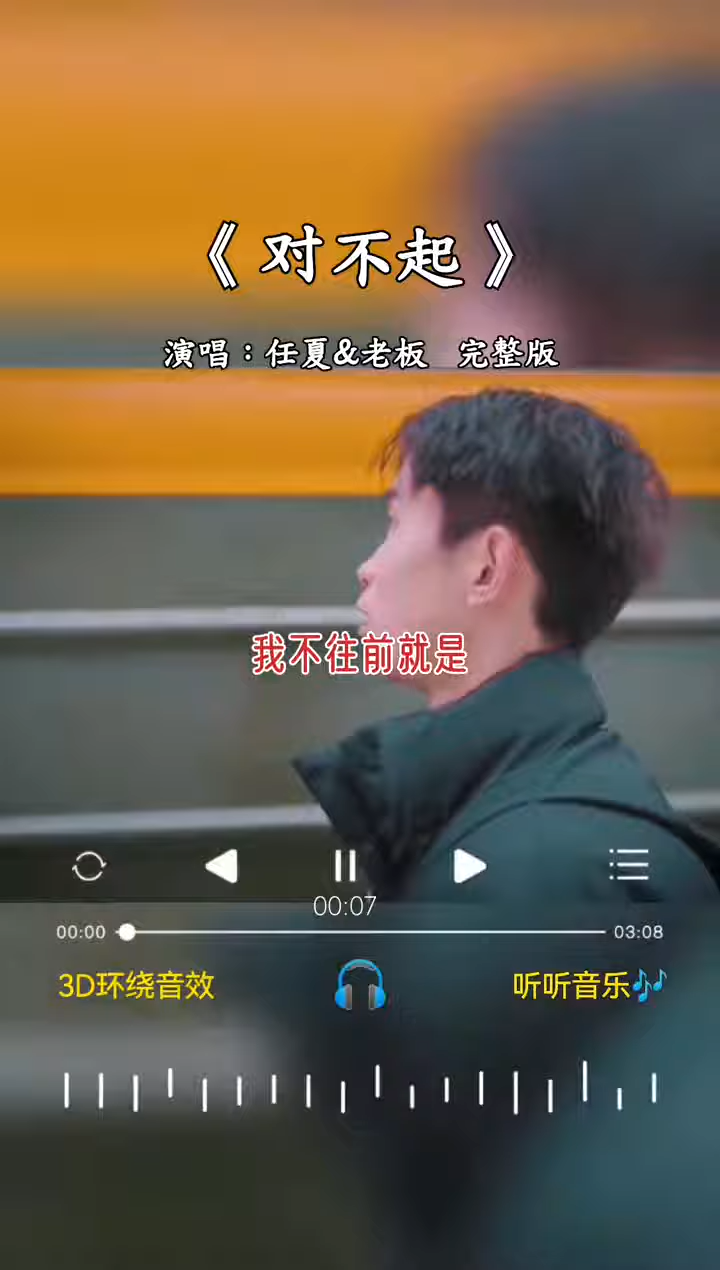 《对不起》
演唱：任夏&老板 完整版
我不往前就是
00:07
00:00 03:08
3D环绕音效 听听音乐